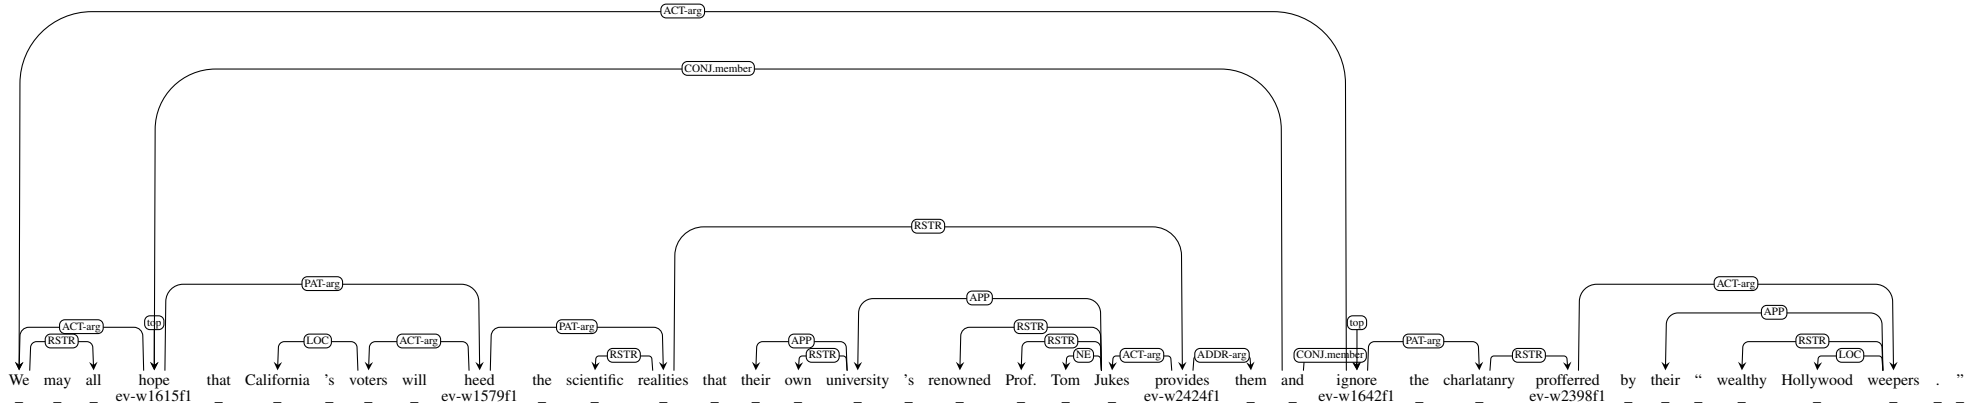 ACT-arg
CONJ.member
RSTR
PAT-arg ACT-arg
APP APP
top top
ACT-arg PAT-arg RSTR
RSTR LOC ACT-arg APP RSTR PAT-arg RSTR
RSTR RSTR NE ACT-arg ADDR-arg CONJ.member RSTR LOC
We may all hope that California 's voters will heed the scientific realities that their own university 's renowned Prof. Tom Jukes provides them and ignore the charlatanry profferred by their “ wealthy Hollywood weepers . ”
_ _ _ ev-w1615f1 _ _ _ _ _ ev-w1579f1 _ _ _ _ _ _ _ _ _ _ _ _ ev-w2424f1 _ _ ev-w1642f1 _ _ ev-w2398f1 _ _ _ _ _ _ _ _